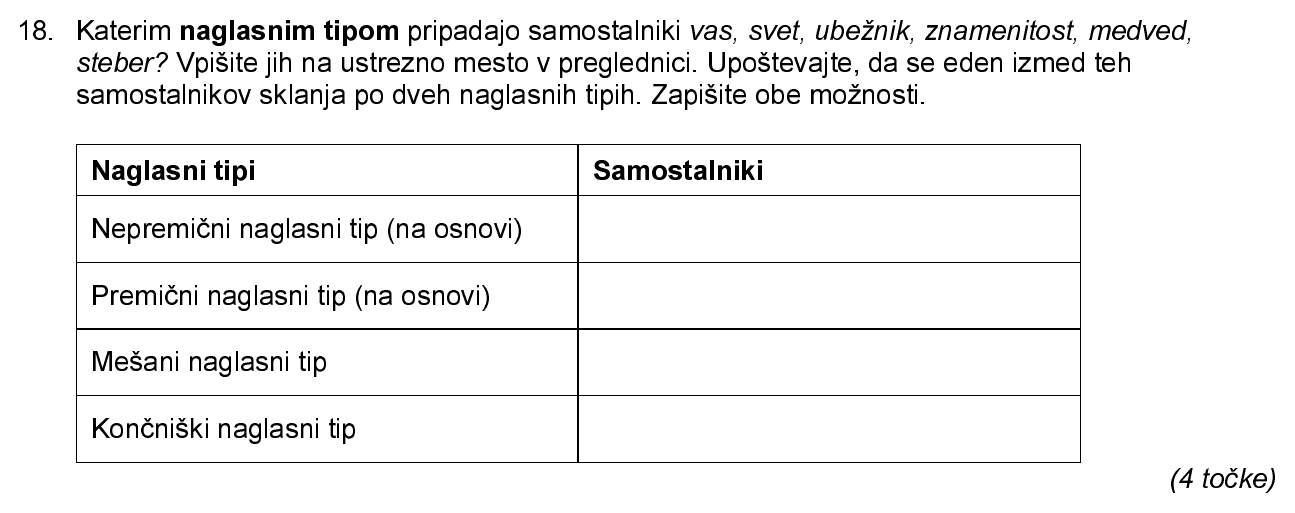 18. Katerim naglasnim tipom pripadajo samostalniki vas, svet, ubežnik, znamenitost, medved,
steber? Vpišite jih na ustrezno mesto v preglednici. Upoštevajte, da se eden izmed teh
samostalnikov sklanja po dveh naglasnih tipih. Zapišite obe možnosti.
Naglasni tipi Samostalniki
Nepremični naglasni tip (na osnovi)
Premični naglasni tip (na osnovi)
Mešani naglasni tip
Končniški naglasni tip
(4 točke)